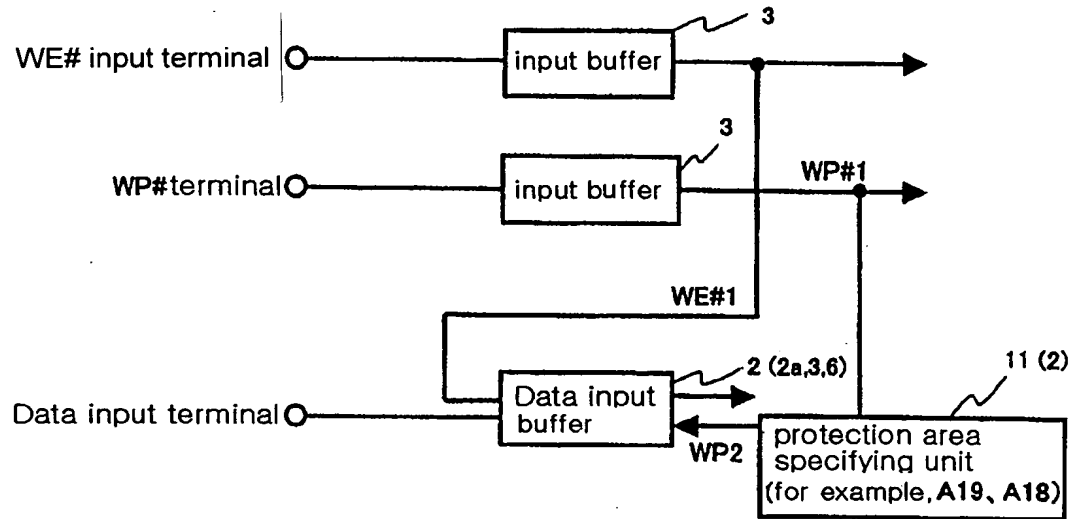 3
WE# input terminal
input buffer
3
WP#terminal
input buffer
WP#1
WE#1
2 (2a,3,6)
11 (2)
Data input terminal
Data input
buffer
WP2
protection area
specifying unit
(for example, A19、A18)